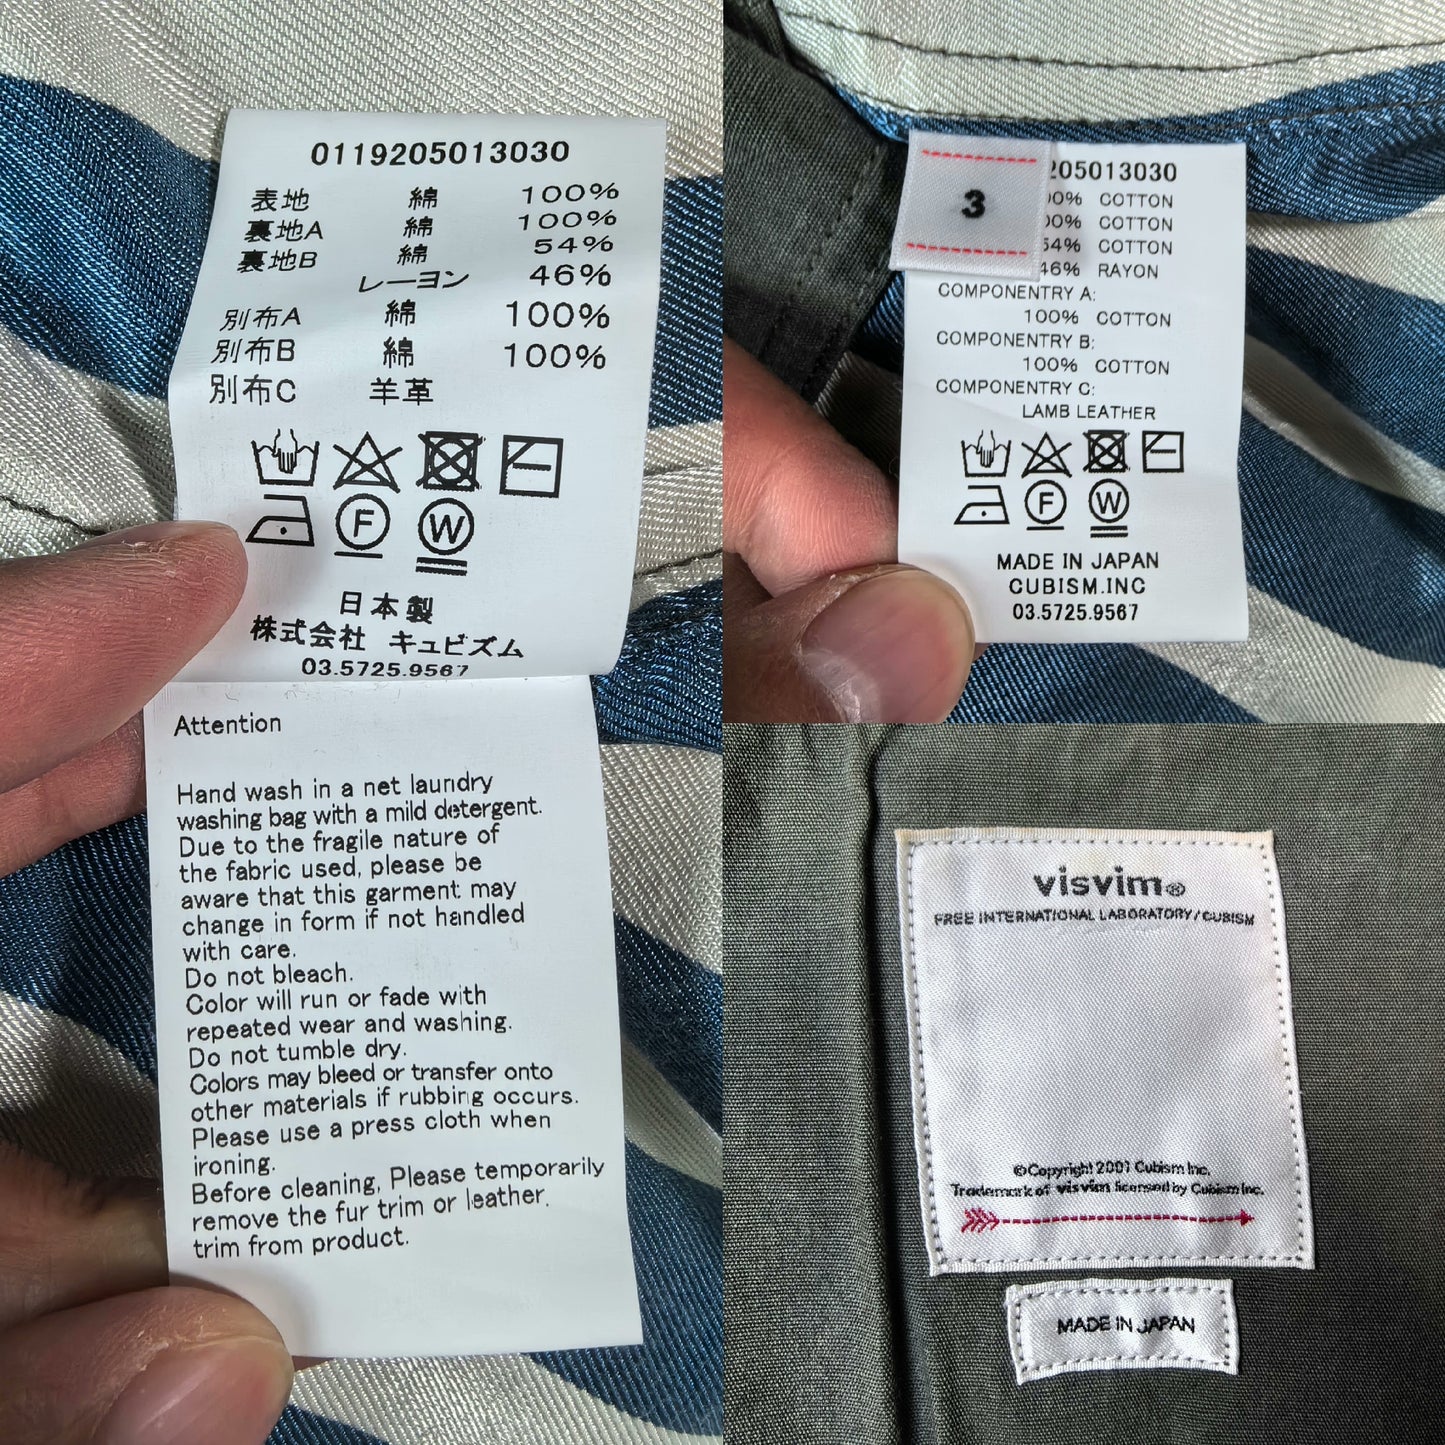 0119205013030
表地 綿 100%
裏地A 綿 100%
裏地B 綿 54%
レーヨン 46%
別布A 綿 100%
別布B 綿 100%
別布C 羊革
F W
日本製
株式会社 キュビズム
03.5725.9567
Attention
Hand wash in a net laundry
washing bag with a mild detergent.
Due to the fragile nature of
the fabric used, please be
aware that this garment may
change in form if not handled
with care.
Do not bleach.
Color will run or fade with
repeated wear and washing.
Do not tumble dry.
Colors may bleed or transfer onto
other materials if rubbing occurs.
Please use a press cloth when
ironing.
Before cleaning, Please temporarily
remove the fur trim or leather.
trim from product.
3
205013030
00% COTTON
00% COTTON
54% COTTON
46% RAYON
COMPONENTRY A:
100% COTTON
COMPONENTRY B:
100% COTTON
COMPONENTRY C:
LAMB LEATHER
F W
MADE IN JAPAN
CUBISM.INC
03.5725.9567
visvim®
FREE INTERNATIONAL LABORATORY/CUBISM
©Copyright 2001 Cubism Inc.
Trademark of visvim licensed by Cubism Inc.
MADE IN JAPAN